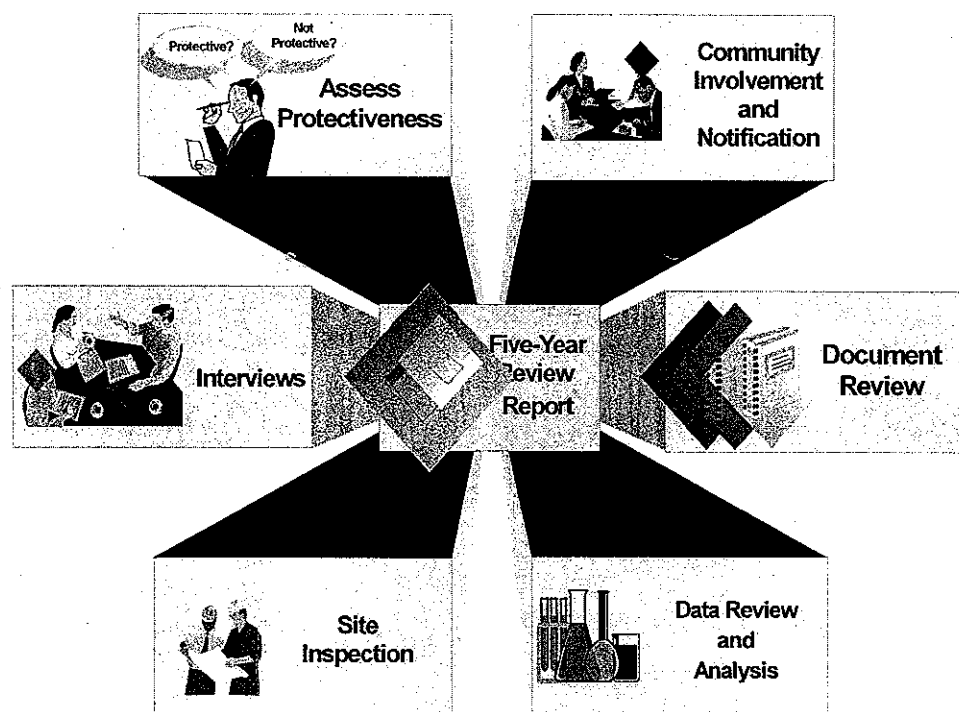 Protective?
Not
Protective?
Assess
Protectiveness
Community
Involvement
and
Notification
Interviews
Five-Year
Review
Report
Document
Review
Site
Inspection
Data Review
and
Analysis